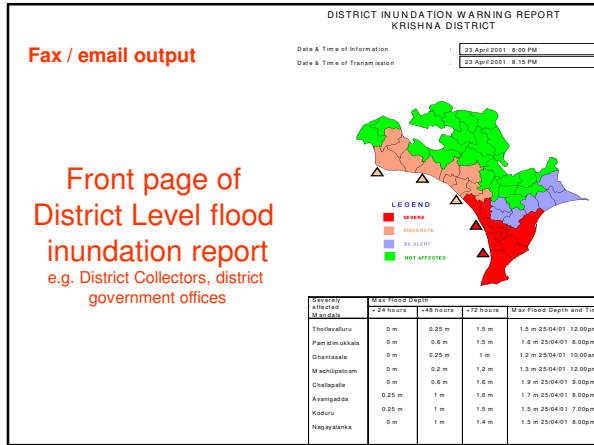 DISTRICT INUNDATION WARNING REPORT
KRISHNA DISTRICT
Fax / email output
Date & Time of Information : 23 April 2001 8:00 PM
Date & Time of Transmission : 23 April 2001 8.15 PM
Front page of
District Level flood
inundation report
e.g. District Collectors, district
government offices
LEGEND
SEVERE
MODERATE
BE ALERT
NOT AFFECTED
Severely affected Mandals Max Flood Depth
+ 24 hours +48 hours +72 hours Max Flood Depth and Tim
Thotlavalluru 0 m 0.25 m 1.5 m 1.5 m 25/04/01 12.00pm
Pamidimukkala 0 m 0.6 m 1.5 m 1.6 m 25/04/01 6.00pm
Ghantasala 0 m 0.25 m 1 m 1.2 m 25/04/01 10.00am
Machilipatnam 0 m 0.2 m 1,2 m 1.3 m 25/04/01 12.00pm
Challapalle 0 m 0.6 m 1.6 m 1.9 m 25/04/01 9.00pm
Avanigadda 0.25 m 1 m 1.6 m 1.7 m 25/04/01 8.00pm
Koduru 0.25 m 1 m 1.5 m 1.5 m 25/04/01 7.00pm
Nagayalanka 0 m 1 m 1.4 m 1.5 m 25/04/01 8.00pm